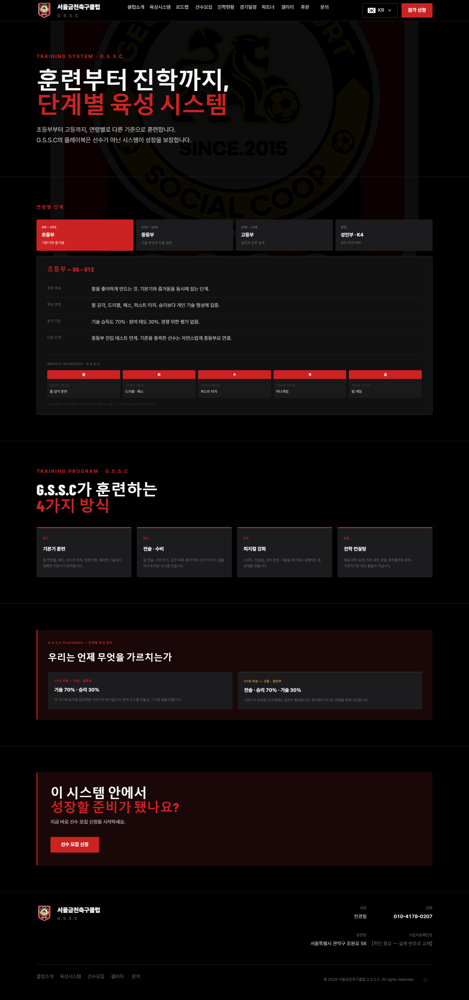 서울금천축구클럽
G.S.S.C
클럽소개 육성시스템 로드맵 선수모집 진학현황 경기일정 파트너 갤러리 후원 문의
KR
참가 신청
TRAINING SYSTEM · G.S.S.C
훈련부터 진학까지,
단계별 육성 시스템
초등부부터 고등까지, 연령별로 다른 기준으로 훈련합니다.
G.S.S.C의 플레이북은 선수가 아닌 시스템이 성장을 보장합니다.
SINCE.2015
SOCIAL COOP
연령별 단계
U6 – U12
초등부
기본기와 즐거움
U13 – U15
중등부
기술 완성과 전술 입문
U16 – U18
고등부
실전과 진로 설계
성인
성인부 · K4
성인 무대 데뷔
초등부 — U6 – U12
훈련 목표
볼을 좋아하게 만드는 것. 기본기와 즐거움을 동시에 잡는 단계.
핵심 훈련
볼 감각, 드리블, 패스, 퍼스트 터치. 승리보다 개인 기술 형성에 집중.
평가 기준
기술 습득도 70% · 참여 태도 30%. 경쟁 위한 평가 없음.
다음 단계
중등부 진입 테스트 연계. 기준을 충족한 선수는 자연스럽게 중등부로 연결.
WEEKLY SCHEDULE · G.S.S.C
월 화 수 목 금
16:00–18:00 16:00–18:00 16:00–18:00 16:00–18:00 16:00–18:00
볼 감각 훈련 드리블 · 패스 퍼스트 터치 미니게임 팀 게임
※ 실제 훈련 시간·요일은 시즌에 따라 변경될 수 있습니다. 정확한 일정은 문의해주세요.
TRAINING PROGRAM · G.S.S.C
G.S.S.C가 훈련하는
4가지 방식
01
기본기 훈련
볼 컨트롤, 패스, 퍼스트 터치, 방향 전환. 화려한 기술보다
정확한 기본기가 먼저입니다.
02
전술 · 수비
팀 전술, 수비 조직, 공간 이해. 혼자 뛰는 선수가 아닌, 팀을
이기게 하는 선수를 만듭니다.
03
피지컬 강화
스피드, 민첩성, 코어 훈련. 기술을 경기에서 실행하는 몸
상태를 만듭니다.
04
진학 컨설팅
목표 대학 설계, 진학 루트 상담, 포트폴리오 준비.
가르치기만 하는 클럽이 아닙니다.
G.S.S.C PLAYBOOK — 단계별 육성 원칙
우리는 언제 무엇을 가르치는가
U15 이하 — 이등 · 중등부
기술 70% · 승리 30%
이 시기에 승리에 집착하면 기본기가 무너집니다. 먼저 선수를 만들고, 그다음 팀을 만듭니다.
U16 이상 — 고등 · 성인부
전술 · 승리 70% · 기술 30%
기본기가 완성된 선수에게는 실전이 필요합니다. 경기에서 이기는 방법을 함께 고민합니다.
이 시스템 안에서
성장할 준비가 됐나요?
지금 바로 선수 모집 신청을 시작하세요.
선수 모집 신청
서울금천축구클럽
G.S.S.C
대표
천경필
전화
010-4178-0207
훈련장
서울특별시 관악구 조원로 56
사업자등록번호
【확인 필요 — 실제 번호로 교체】
클럽소개 육성시스템 선수모집 갤러리 문의
© 2026 서울금천축구클럽 G.S.S.C. All rights reserved.